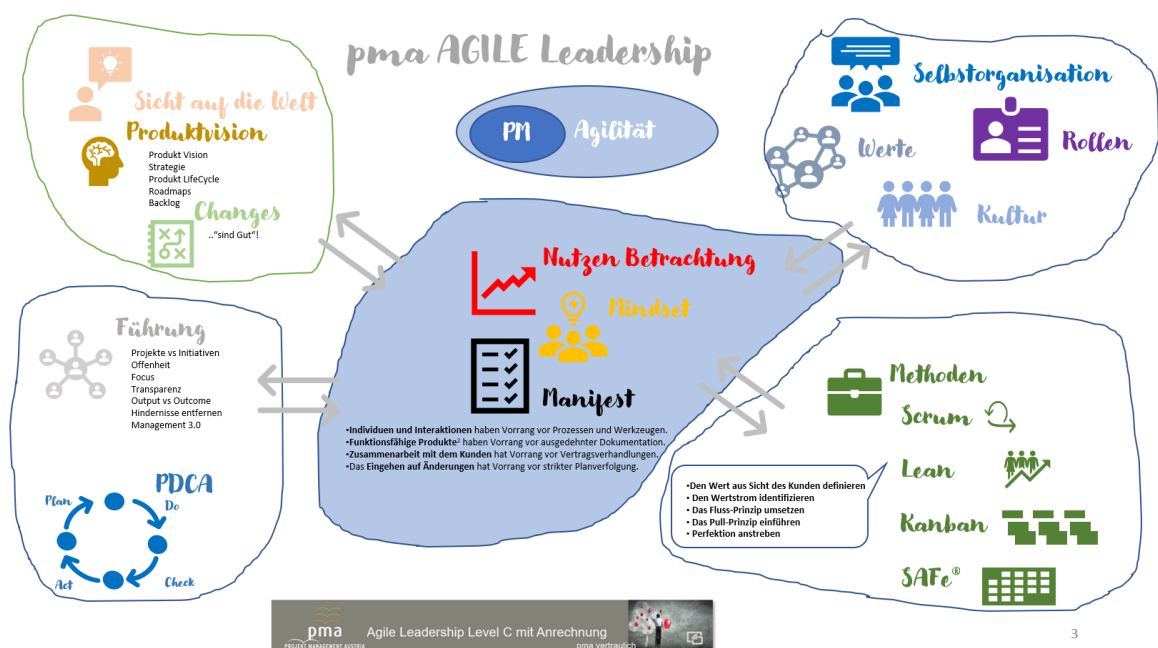 pma AGILE Leadership
PM
Agilität
Sicht auf die Welt
Produktvision
Produkt Vision
Strategie
Produkt LifeCycle
Roadmaps
Backlog
Changes
.."sind Gut"!
Selbstorganisation
Werte
Rollen
Kultur
Nutzen Betrachtung
Mindset
Manifest
•Individuen und Interaktionen haben Vorrang vor Prozessen und Werkzeugen.
•Funktionsfähige Produkte² haben Vorrang vor ausgedehnter Dokumentation.
•Zusammenarbeit mit dem Kunden hat Vorrang vor Vertragsverhandlungen.
•Das Eingehen auf Änderungen hat Vorrang vor strikter Planverfolgung.
Führung
Projekte vs Initiativen
Offenheit
Focus
Transparenz
Output vs Outcome
Hindernisse entfernen
Management 3.0
PDCA
Plan
Do
Act
Check
Methoden
Scrum
Lean
Kanban
SAFe®
•Den Wert aus Sicht des Kunden definieren
• Den Wertstrom identifizieren
• Das Fluss-Prinzip umsetzen
• Das Pull-Prinzip einführen
• Perfektion anstreben
pma
PROJEKT MANAGEMENT AUSTRIA
Agile Leadership Level C mit Anrechnung
pma vertraulich
3